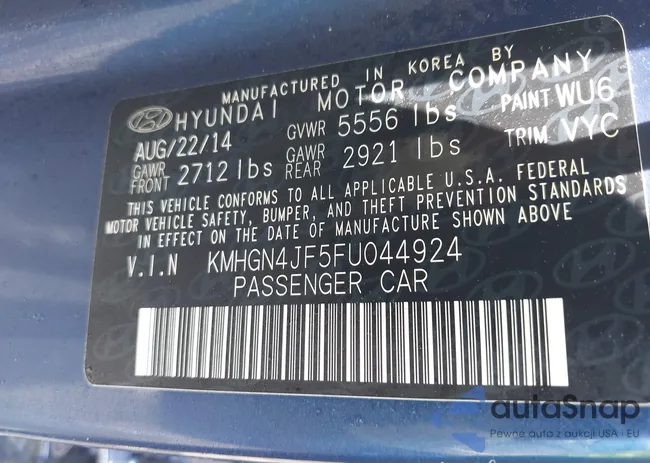 MANUFACTURED IN KOREA BY
HYUNDAI MOTOR COMPANY
AUG/22/14 GVWR 5556 lbs PAINT WU6
GAWR FRONT 2712 lbs GAWR REAR 2921 lbs TRIM VYC
THIS VEHICLE CONFORMS TO ALL APPLICABLE U.S.A. FEDERAL
MOTOR VEHICLE SAFETY, BUMPER, AND THEFT PREVENTION STANDARDS
IN EFFECT ON THE DATE OF MANUFACTURE SHOWN ABOVE
V.I.N KMHGN4JF5FU044924
PASSENGER CAR
autoSnap
Pewne auta z aukcji USA i EU